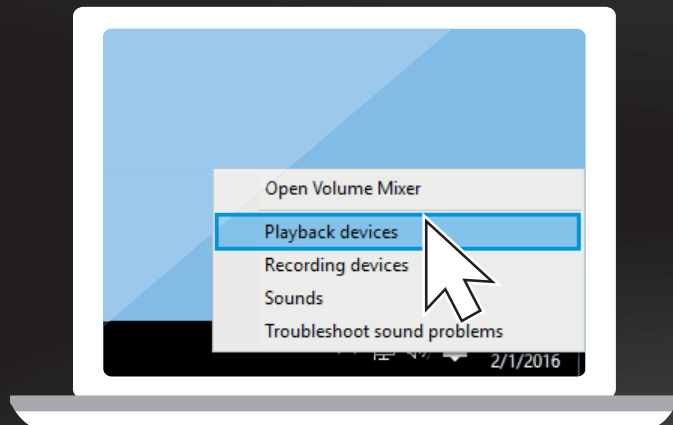 Open Volume Mixer
Playback devices
Recording devices
Sounds
Troubleshoot sound problems
2/1/2016